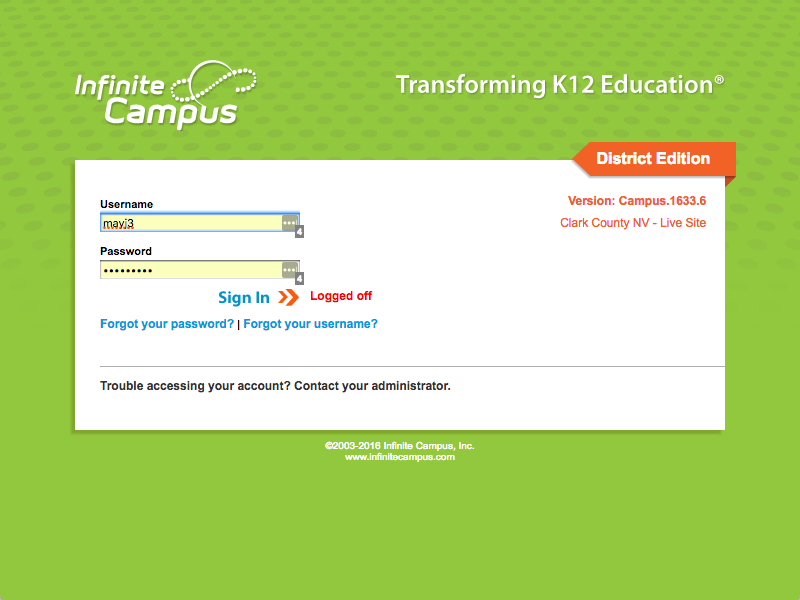 Infinite
Campus
Transforming K12 Education®
District Edition
Username
Version: Campus.1633.6
mayj3
Clark County NV - Live Site
4
Password
•••••••••
4
Sign In
Logged off
Forgot your password? | Forgot your username?
Trouble accessing your account? Contact your administrator.
©2003-2016 Infinite Campus, Inc.
www.infinitecampus.com